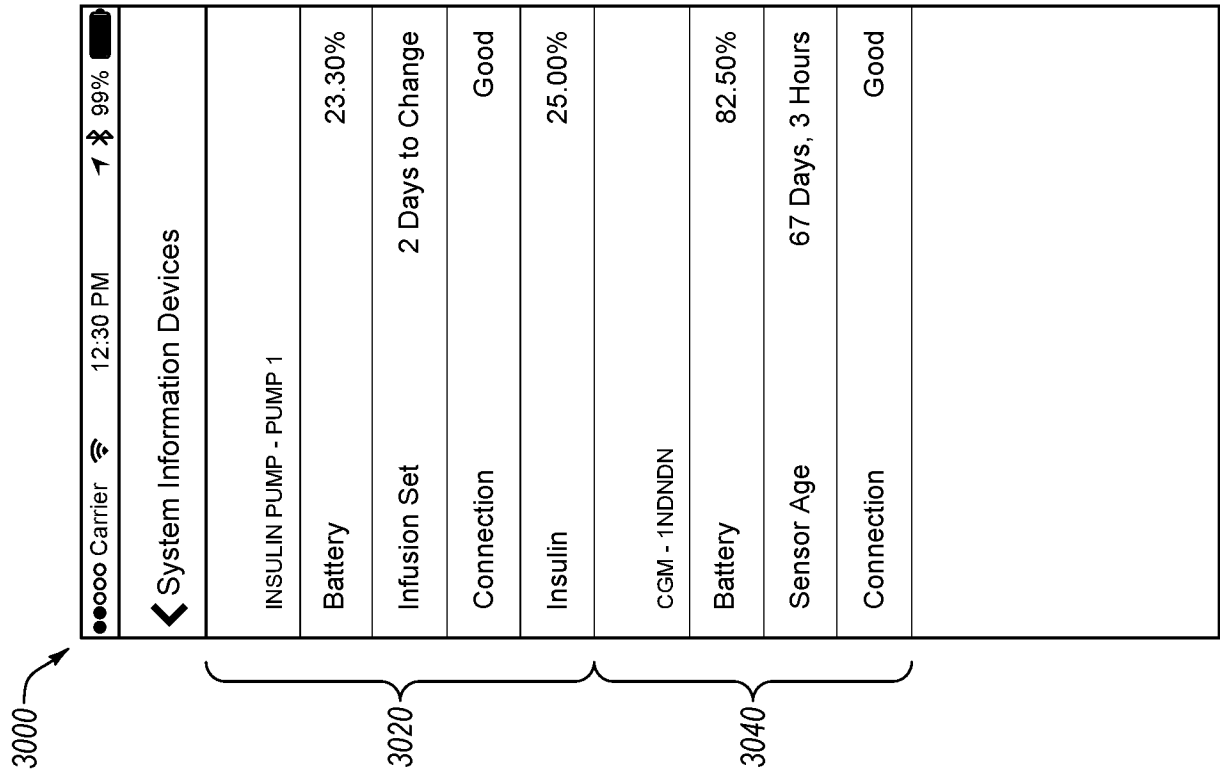 3000
●●○○○ Carrier 12:30 PM 99%
System Information Devices
3020
INSULIN PUMP - PUMP 1
Battery 23.30%
Infusion Set 2 Days to Change
Connection Good
Insulin 25.00%
3040
CGM - 1NDNDN
Battery 82.50%
Sensor Age 67 Days, 3 Hours
Connection Good